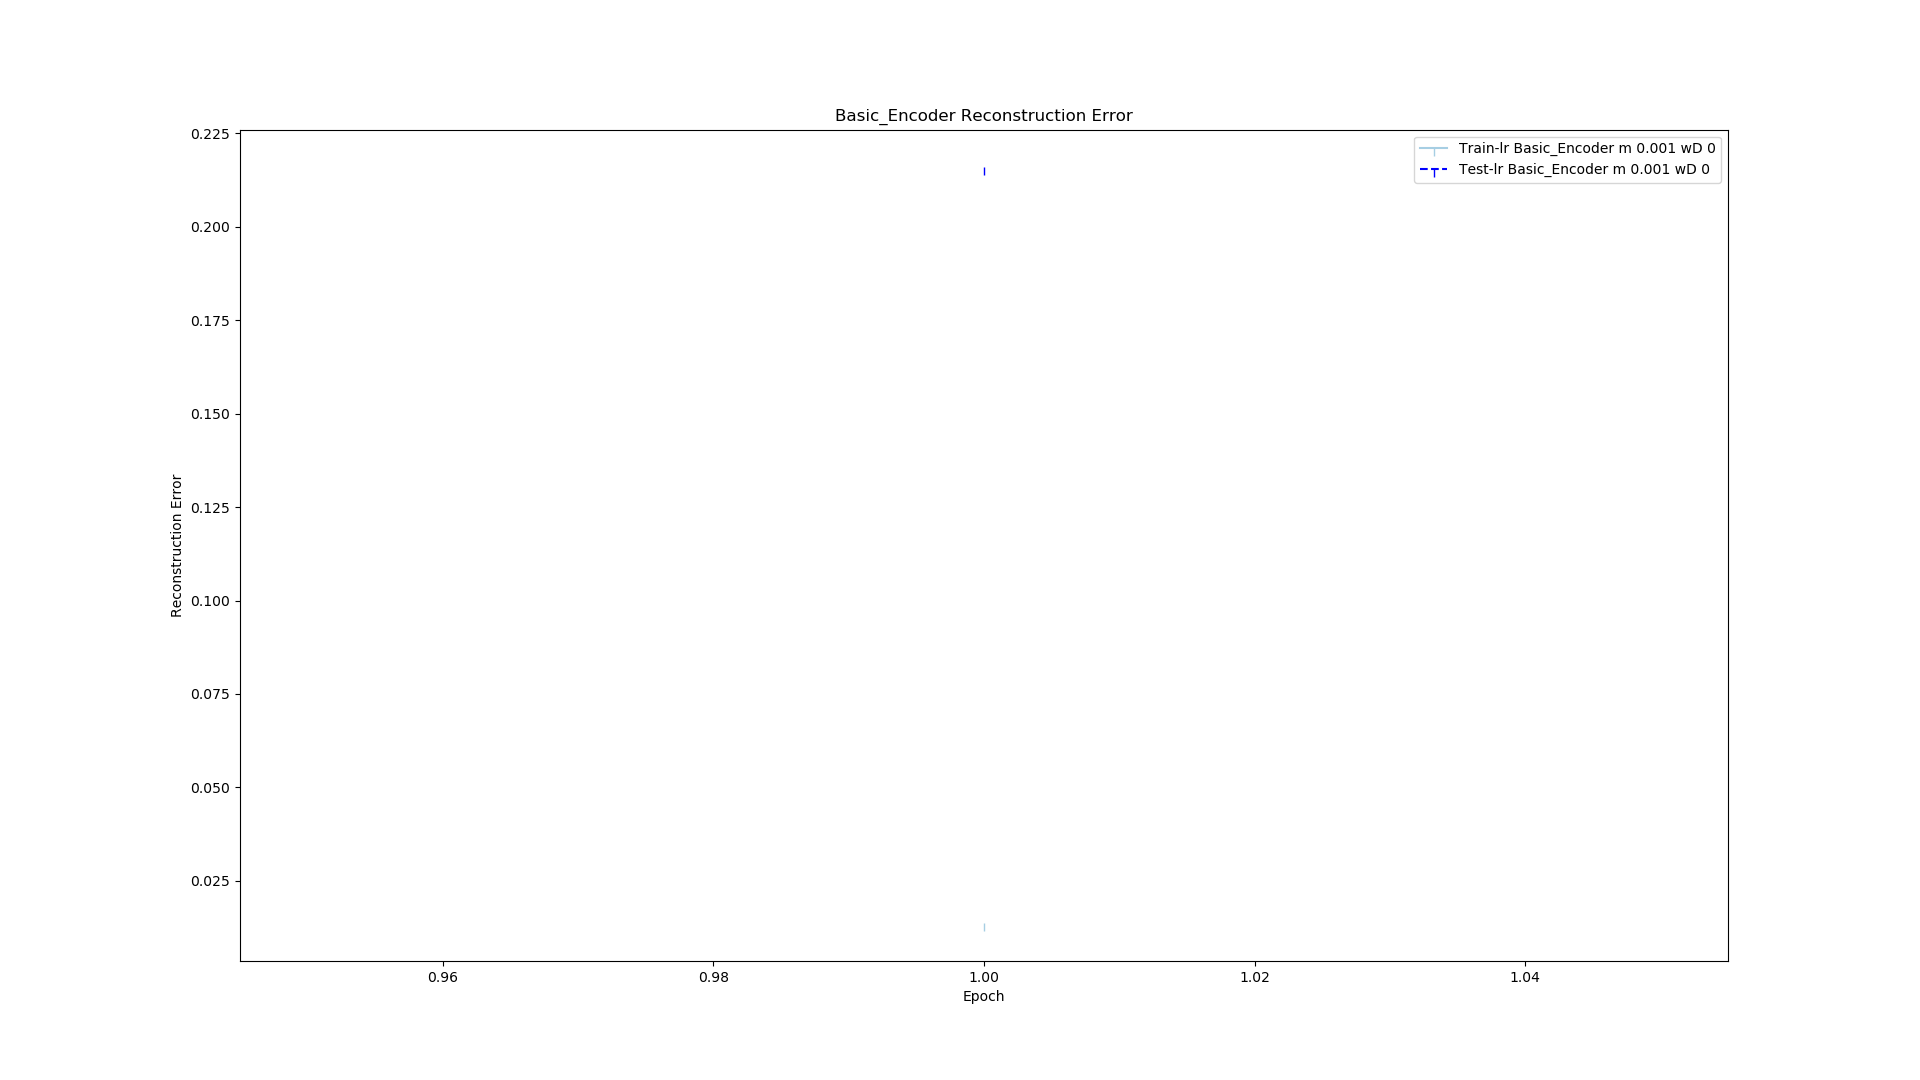 Basic_Encoder Reconstruction Error
0.225
0.200
0.175
0.150
0.125
0.100
0.075
0.050
0.025
Reconstruction Error
Train-lr Basic_Encoder m 0.001 wD 0
Test-lr Basic_Encoder m 0.001 wD 0
0.96 0.98 1.00 1.02 1.04
Epoch